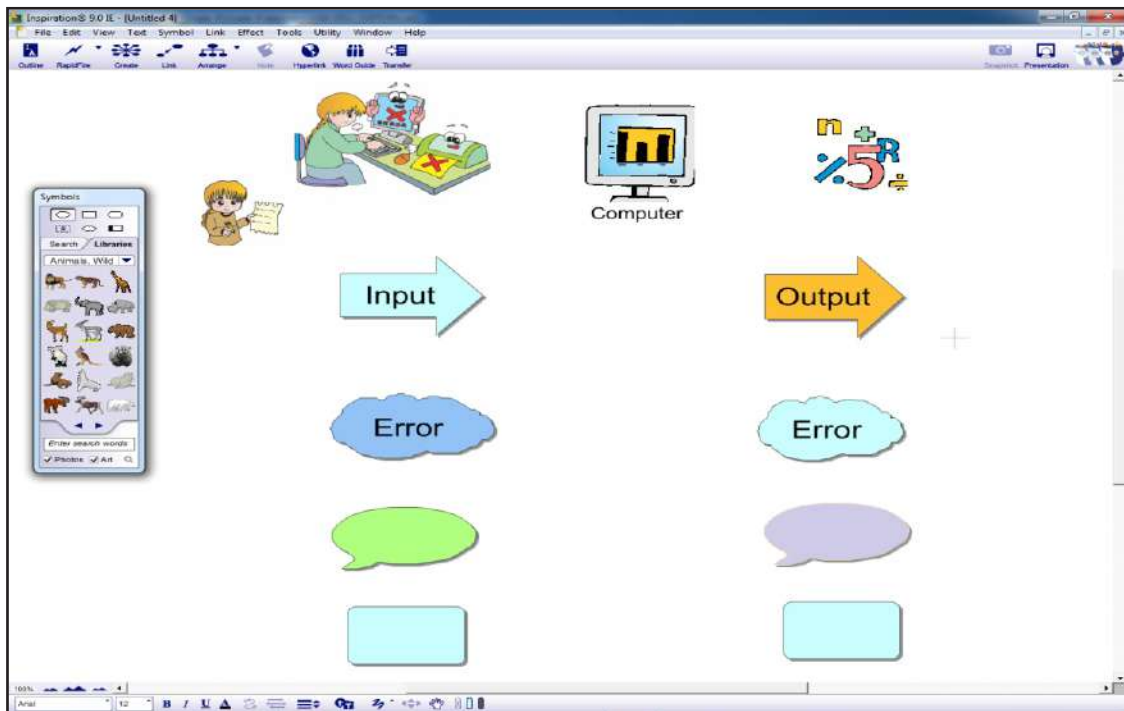 Inspiration® 9.0 IE - [Untitled 4]
File Edit View Text Symbol Link Effect Tools Utility Window Help
Outline RapidFire Create Link Arrange Note Hyperlink Word Guide Transfer
Snapshot Presentation
Computer
Symbols
Search Libraries
Animals, Wild
Input
Output
Error
Error
Enter search words
Photos Art
100%
Arial 12 B I U A